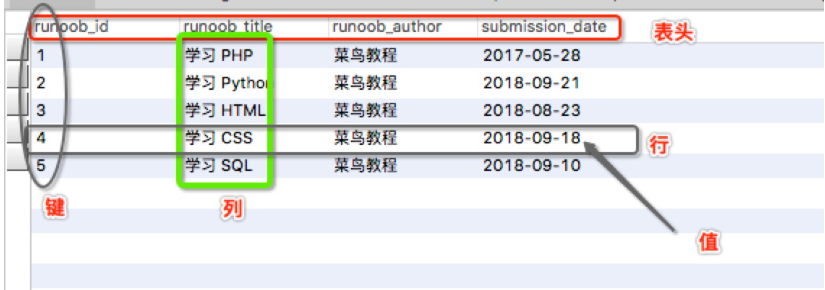 runoob_id runoob_title runoob_author submission_date 表头
1 学习 PHP 菜鸟教程 2017-05-28
2 学习 Python 菜鸟教程 2018-09-21
3 学习 HTML 菜鸟教程 2018-08-23
4 学习 CSS 菜鸟教程 2018-09-18 行
5 学习 SQL 菜鸟教程 2018-09-10
键 列
值